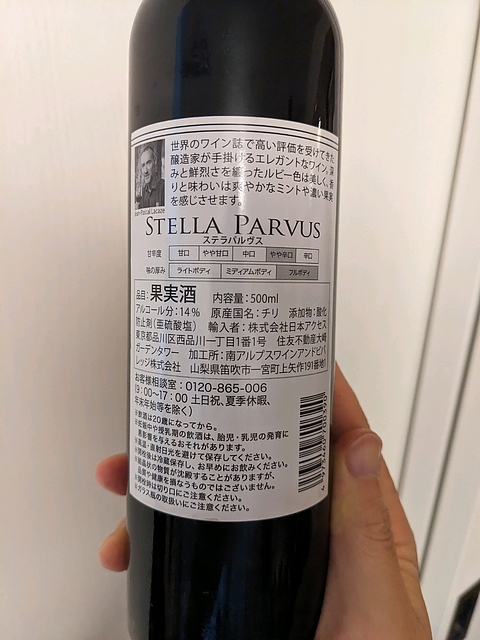 世界のワイン誌で高い評価を受けてきた
醸造家が手掛けるエレガントなワイン。深
みと鮮烈さを纏ったルビー色は美しく、香
りと味わいは爽やかなミントや濃い果実
を感じさせます。
Jean-Pascal Lacaze
STELLA PARVUS
ステラパルヴス
甘辛度 甘口 やや甘口 中口 やや辛口 辛口
味の厚み ライトボディ ミディアムボディ フルボディ
品目:果実酒 内容量:500ml
アルコール分:14% 原産国名:チリ 添加物:酸化
防止剤(亜硫酸塩) 輸入者:株式会社日本アクセス
東京都品川区西品川一丁目1番1号 住友不動産大崎
ガーデンタワー 加工所:南アルプスワインアンドビバ
レッジ株式会社 山梨県笛吹市一宮町上矢作191番地1
お客様相談室:0120-865-006
(9:00〜17:00 土日祝、夏季休暇、
年末年始等を除く)
※飲酒は20歳になってから。
※妊娠中や授乳期の飲酒は、胎児・乳児の発育に
悪影響を与えるおそれがあります。
※高温・直射日光を避けて保存してください。
※開栓後は冷蔵保存し、お早めにお飲みください。
※結晶状の物質が沈殿することがありますが、
品質や健康を損なうものではございません。
※開栓時は切り口にご注意ください。
※ガラス瓶の取扱いにご注意ください。